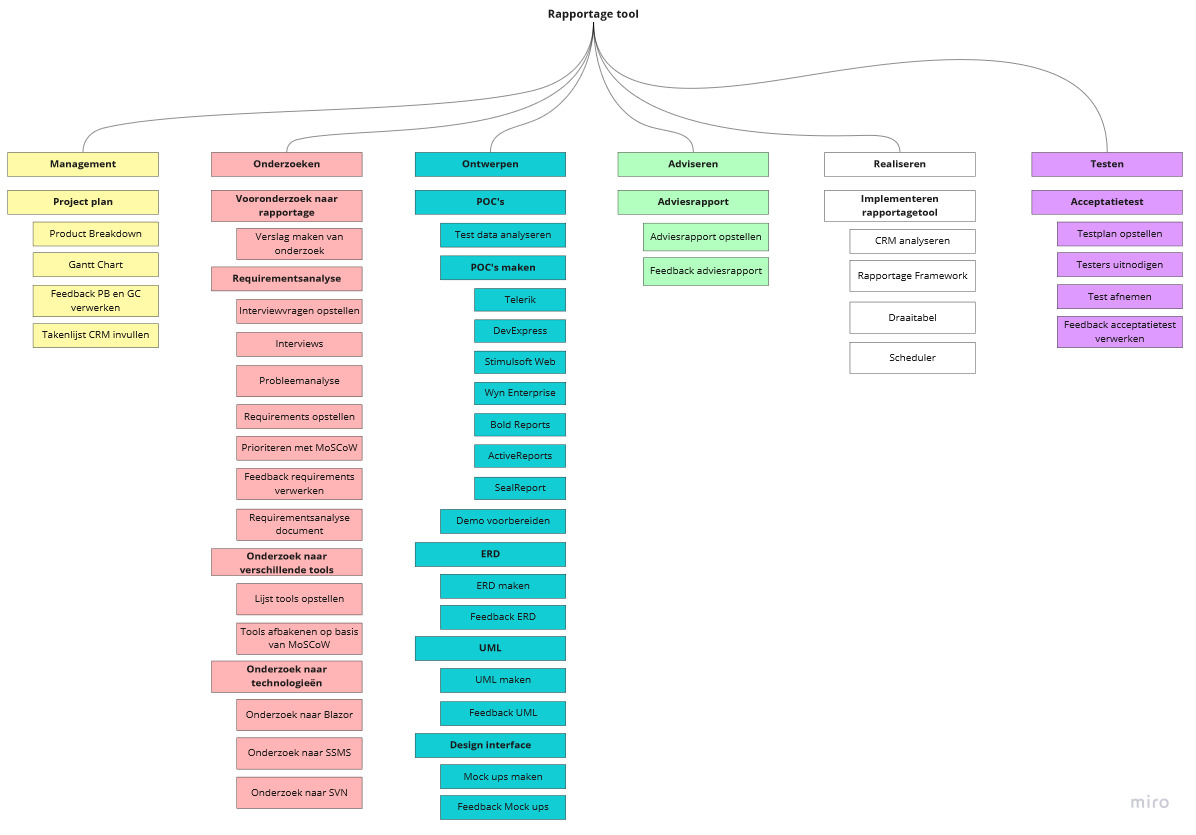 Rapportage tool
Management
Project plan
Product Breakdown
Gantt Chart
Feedback PB en GC
verwerken
Takenlijst CRM invullen
Onderzoeken
Vooronderzoek naar
rapportage
Verslag maken van
onderzoek
Requirementsanalyse
Interviewvragen opstellen
Interviews
Probleemanalyse
Requirements opstellen
Prioriteren met MoSCoW
Feedback requirements
verwerken
Requirementsanalyse
document
Onderzoek naar
verschillende tools
Lijst tools opstellen
Tools afbakenen op basis
van MoSCoW
Onderzoek naar
technologieën
Onderzoek naar Blazor
Onderzoek naar SSMS
Onderzoek naar SVN
Ontwerpen
POC's
Test data analyseren
POC's maken
Telerik
DevExpress
Stimulsoft Web
Wyn Enterprise
Bold Reports
ActiveReports
SealReport
Demo voorbereiden
ERD
ERD maken
Feedback ERD
UML
UML maken
Feedback UML
Design interface
Mock ups maken
Feedback Mock ups
Adviseren
Adviesrapport
Adviesrapport opstellen
Feedback adviesrapport
Realiseren
Implementeren
rapportagetool
CRM analyseren
Rapportage Framework
Draaitabel
Scheduler
Testen
Acceptatietest
Testplan opstellen
Testers uitnodigen
Test afnemen
Feedback acceptatietest
verwerken
miro